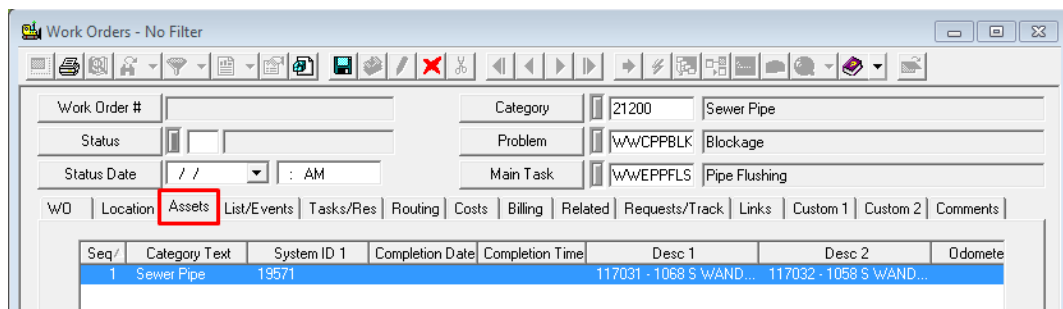 Work Orders - No Filter
Work Order # Category 21200 Sewer Pipe
Status Problem WWCPPBLK Blockage
Status Date / / : AM Main Task WWEPPFLS Pipe Flushing
WO Location Assets List/Events Tasks/Res Routing Costs Billing Related Requests/Track Links Custom 1 Custom 2 Comments
Seq Category Text System ID 1 Completion Date Completion Time Desc 1 Desc 2 Odomete
1 Sewer Pipe 19571 117031 - 1068 S WAND... 117032 - 1058 S WAND...